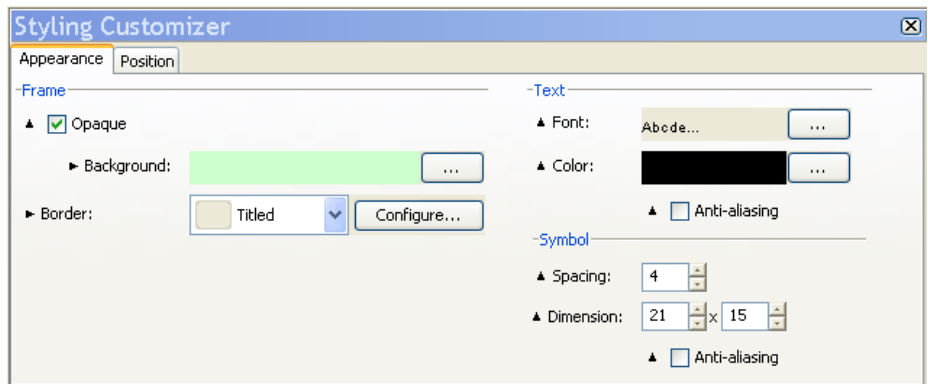 Styling Customizer
Appearance
Position
Frame
Opaque
Background:
...
Border:
Titled
Configure...
Text
Font:
Abcde...
...
Color:
...
Anti-aliasing
Symbol
Spacing:
4
Dimension:
21 x 15
Anti-aliasing